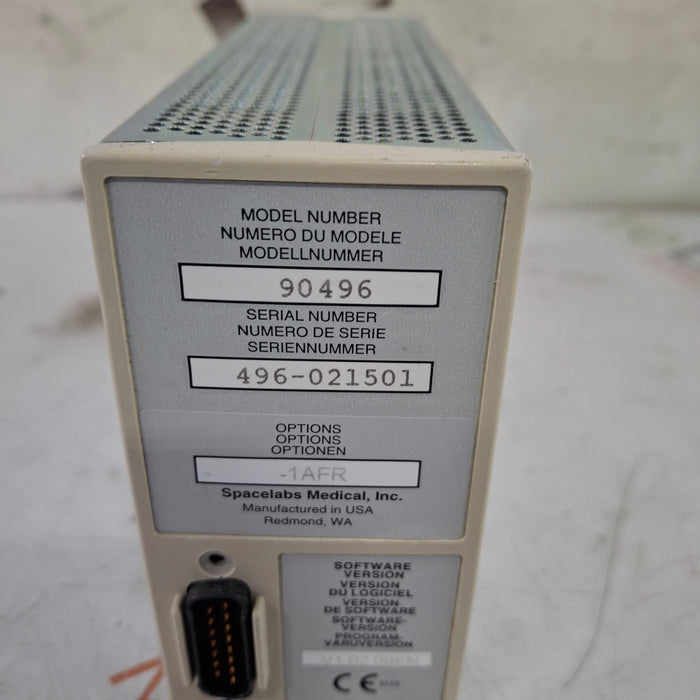 MODEL NUMBER
NUMERO DU MODELE
MODELLNUMMER
90496
SERIAL NUMBER
NUMERO DE SERIE
SERIENNUMMER
496-021501
OPTIONS
OPTIONS
OPTIONEN
-1AFR
Spacelabs Medical, Inc.
Manufactured in USA
Redmond, WA
SOFTWARE
VERSION
VERSION
DU LOGICIEL
VERSION
DE SOFTWARE
SOFTWARE-
VERSION
PROGRAM-
VARUVERSION
CE